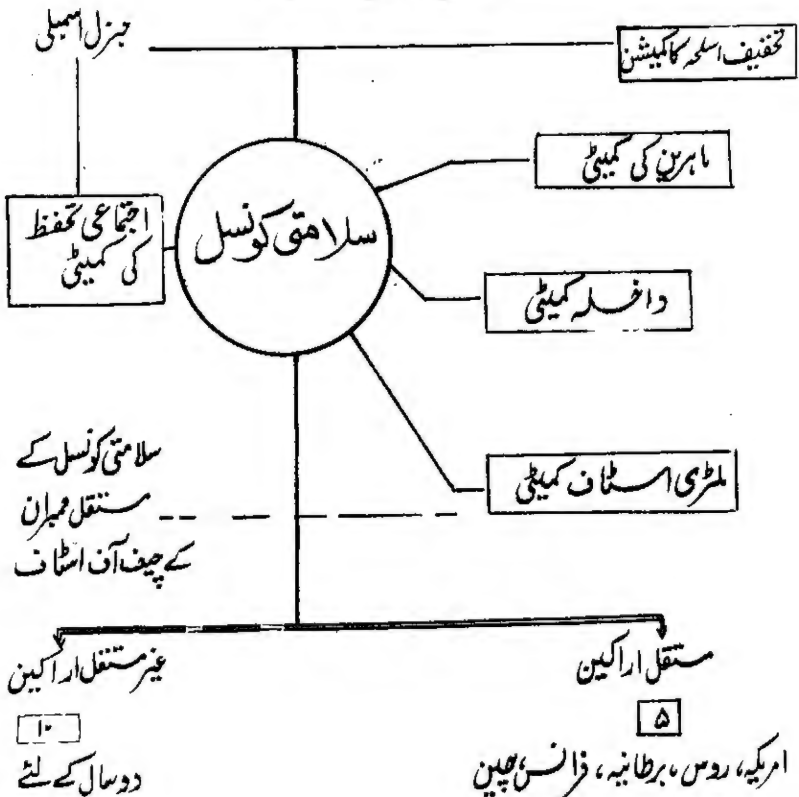 جنرل اسمبلی
تخفیف اسلحہ کا کمیشن
ماہرین کی کمیٹی
اجتماعی تحفظ
کی کمیٹی
سلامتی کونسل
داخلہ کمیٹی
سلامتی کونسل کے
مستقل ممبران
کے چیف آف اسٹاف
ملٹری اسٹاف کمیٹی
مستقل اراکین
۵
امریکہ، روس، برطانیہ، فرانس، چین
غیر مستقل اراکین
۱۰
دو سال کے لئے